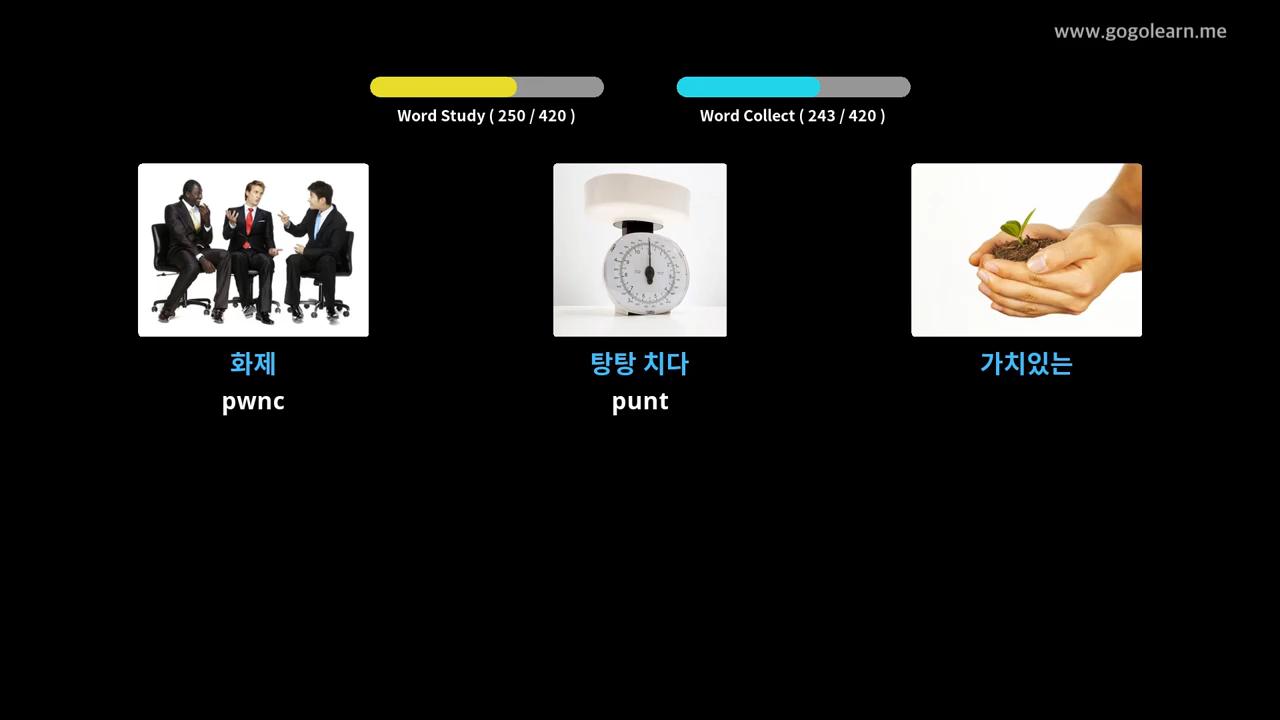 www.gogolearn.me
Word Study ( 250 / 420 )
Word Collect ( 243 / 420 )
화제
탕탕 치다
가치있는
pwnc
punt